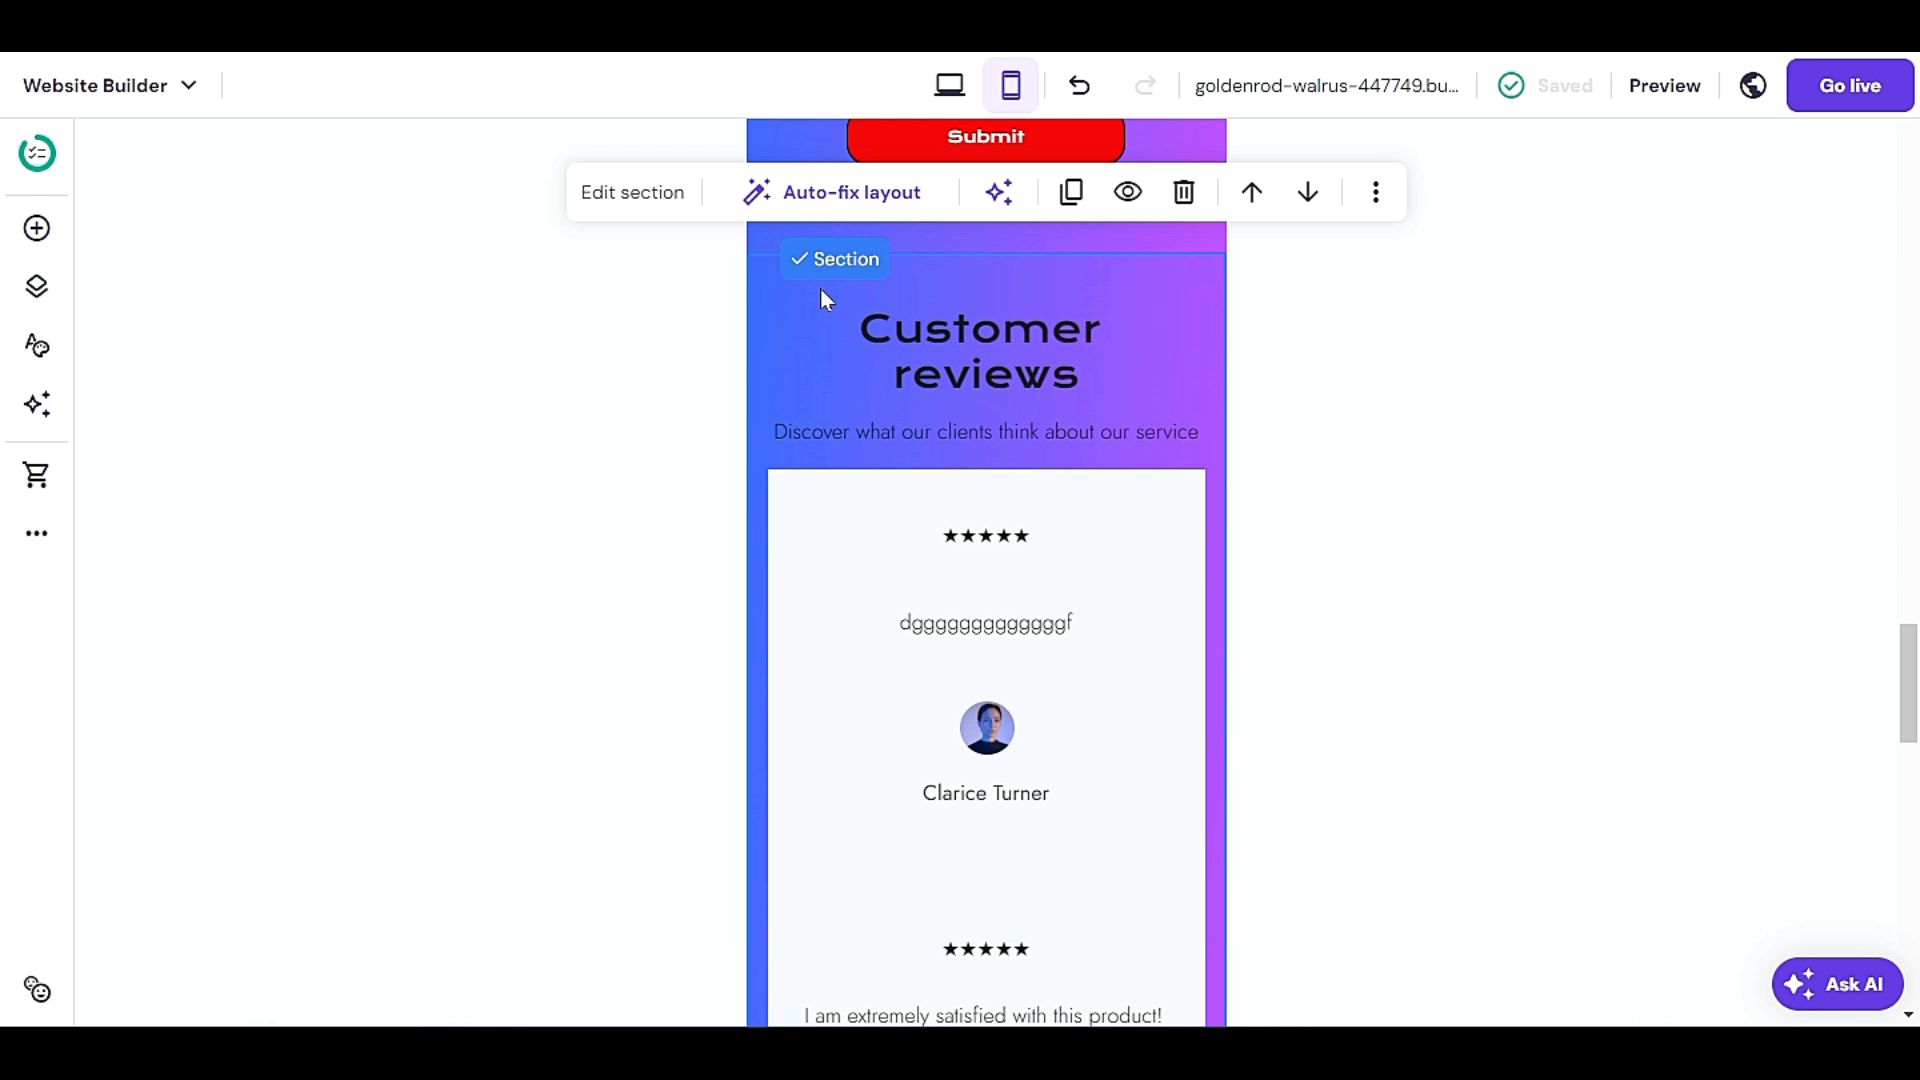 Website Builder
goldenrod-walrus-447749.bu...
Saved
Preview
Go live
Submit
Edit section
Auto-fix layout
Section
Customer
reviews
Discover what our clients think about our service
★★★★★
dgggggggggggggf
Clarice Turner
★★★★★
I am extremely satisfied with this product!
Ask AI